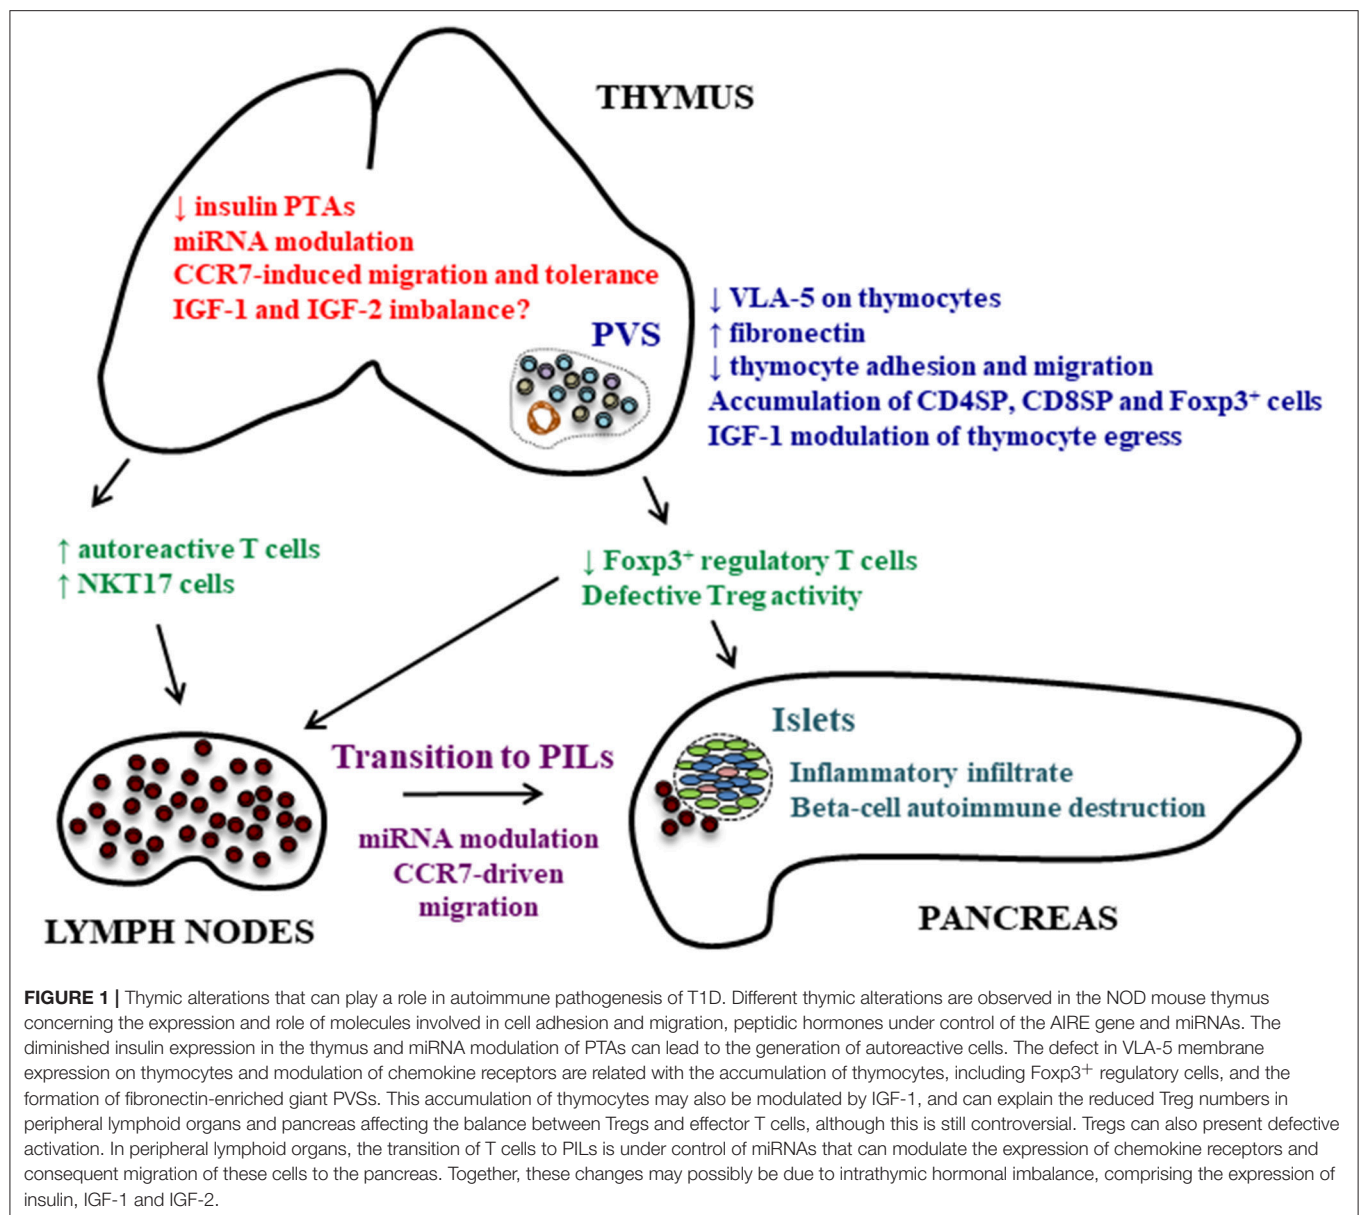 THYMUS
↓ insulin PTAs
miRNA modulation
CCR7-induced migration and tolerance
IGF-1 and IGF-2 imbalance?
PVS
↓ VLA-5 on thymocytes
↑ fibronectin
↓ thymocyte adhesion and migration
Accumulation of CD4SP, CD8SP and Foxp3⁺ cells
IGF-1 modulation of thymocyte egress
↑ autoreactive T cells
↑ NKT17 cells
↓ Foxp3⁺ regulatory T cells
Defective Treg activity
Transition to PILs
miRNA modulation
CCR7-driven
migration
Islets
Inflammatory infiltrate
Beta-cell autoimmune destruction
LYMPH NODES
PANCREAS
FIGURE 1 | Thymic alterations that can play a role in autoimmune pathogenesis of T1D. Different thymic alterations are observed in the NOD mouse thymus
concerning the expression and role of molecules involved in cell adhesion and migration, peptidic hormones under control of the AIRE gene and miRNAs. The
diminished insulin expression in the thymus and miRNA modulation of PTAs can lead to the generation of autoreactive cells. The defect in VLA-5 membrane
expression on thymocytes and modulation of chemokine receptors are related with the accumulation of thymocytes, including Foxp3⁺ regulatory cells, and the
formation of fibronectin-enriched giant PVSs. This accumulation of thymocytes may also be modulated by IGF-1, and can explain the reduced Treg numbers in
peripheral lymphoid organs and pancreas affecting the balance between Tregs and effector T cells, although this is still controversial. Tregs can also present defective
activation. In peripheral lymphoid organs, the transition of T cells to PILs is under control of miRNAs that can modulate the expression of chemokine receptors and
consequent migration of these cells to the pancreas. Together, these changes may possibly be due to intrathymic hormonal imbalance, comprising the expression of
insulin, IGF-1 and IGF-2.